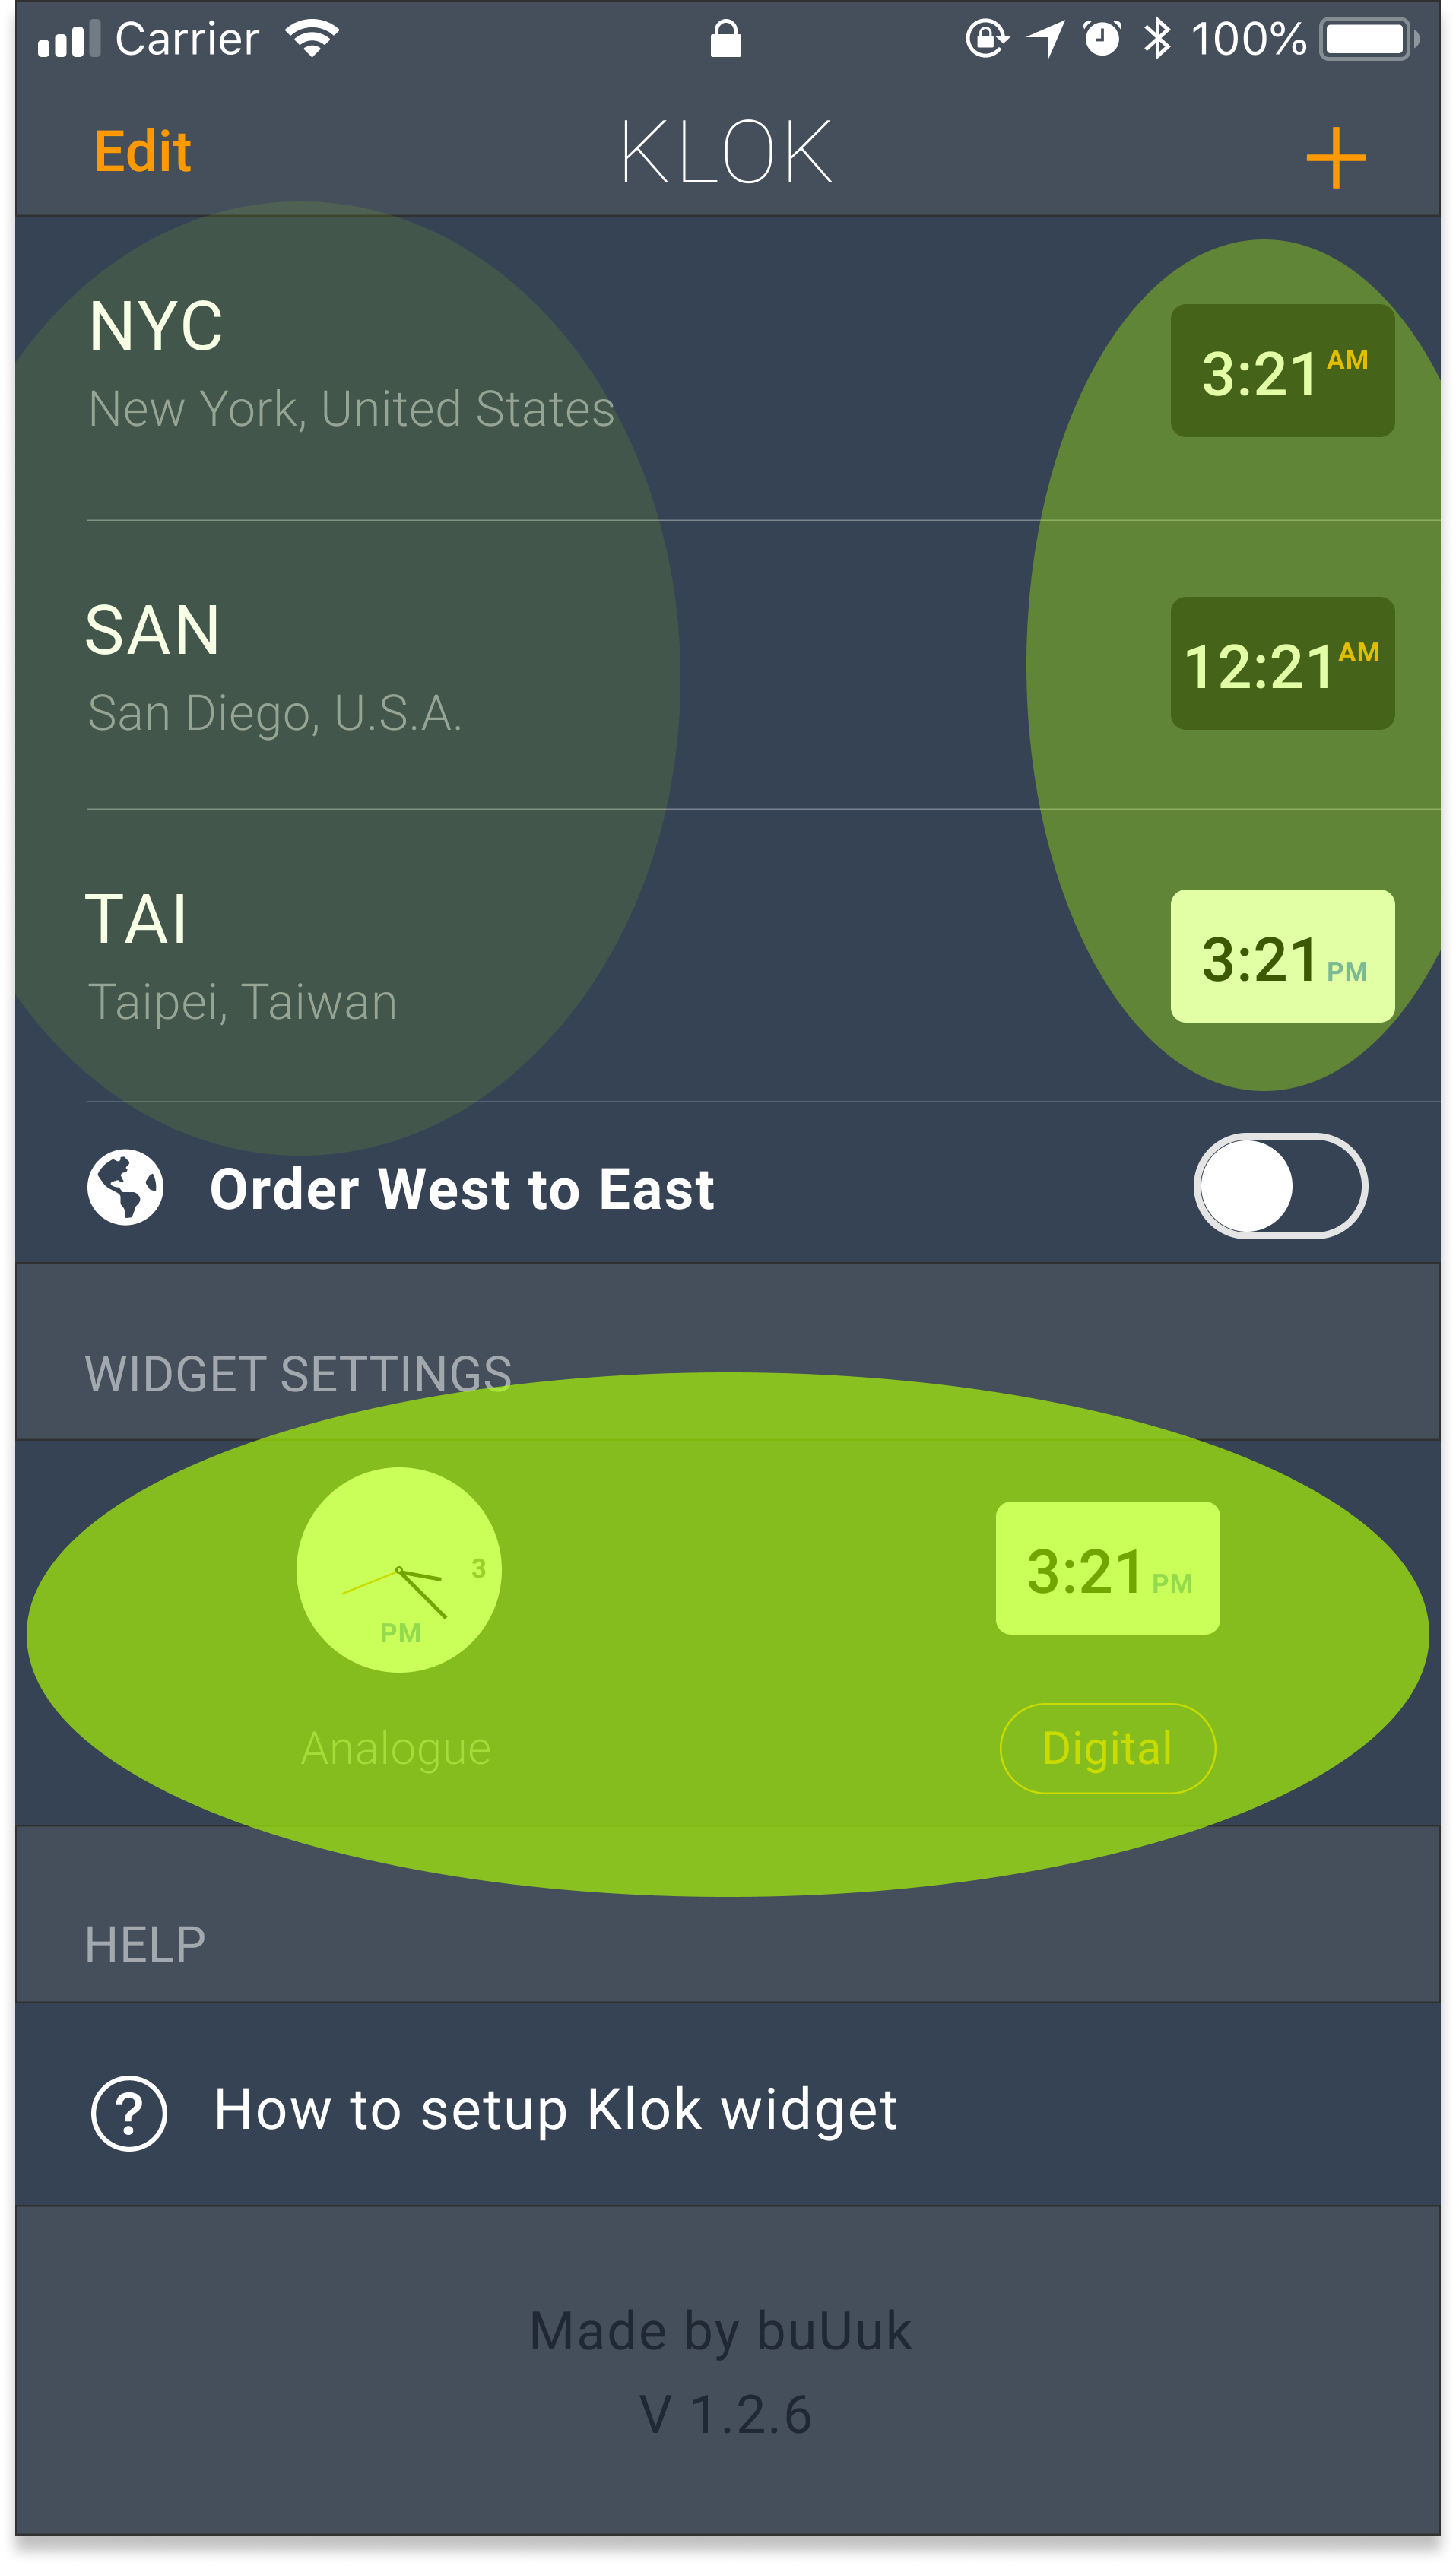 Carrier 100%
Edit KLOK +
NYC
3:21 AM
New York, United States
SAN
12:21 AM
San Diego, U.S.A.
TAI
3:21 PM
Taipei, Taiwan
Order West to East
WIDGET SETTINGS
3
PM
3:21 PM
Analogue Digital
HELP
? How to setup Klok widget
Made by buUuk
V 1.2.6